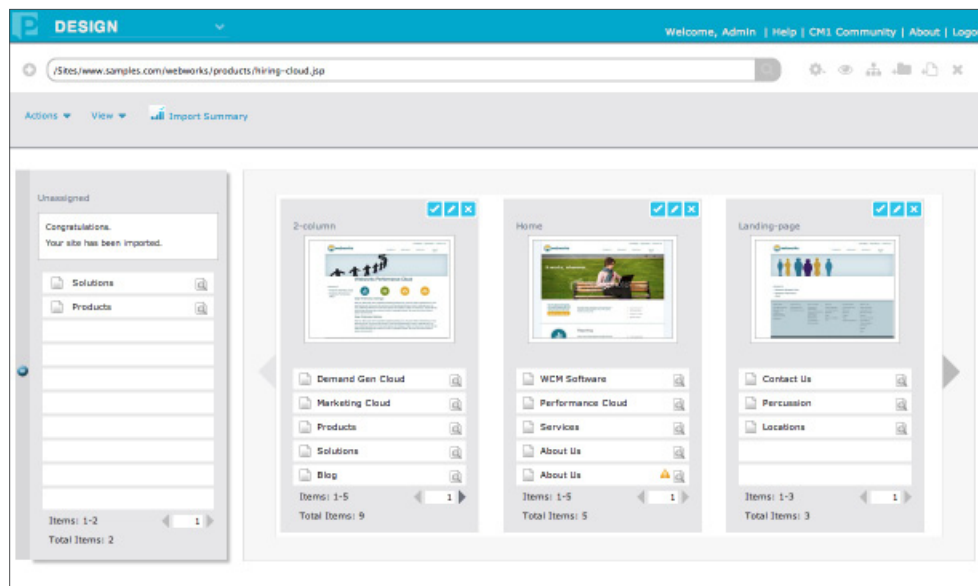 DESIGN
Welcome, Admin | Help | CM1 Community | About | Logo
/Sites/www.samples.com/webworks/products/hiring-cloud.jsp
Actions View Import Summary
Unassigned
Congratulations.
Your site has been imported.
Solutions
Products
Items: 1-2 1
Total Items: 2
2-column
Demand Gen Cloud
Marketing Cloud
Products
Solutions
Blog
Items: 1-5 1
Total Items: 9
Home
WCM Software
Performance Cloud
Services
About Us
About Us
Items: 1-5 1
Total Items: 5
Landing-page
Contact Us
Percussion
Locations
Items: 1-3 1
Total Items: 3